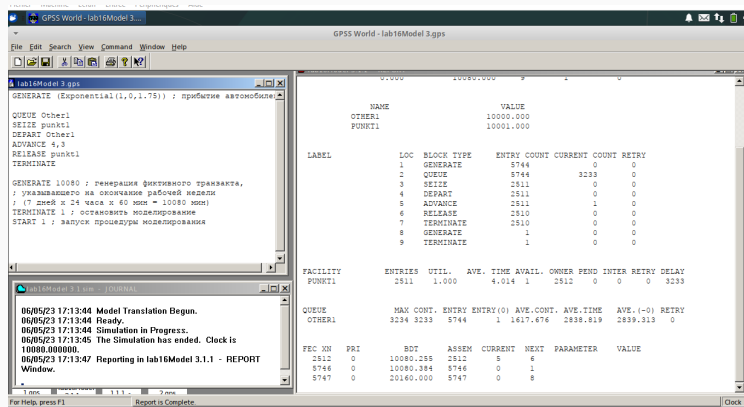 GPSS World - lab16Model 3....
GPSS World - lab16Model 3.gps
File Edit Search View Command Window Help
lab16Model 3.gps
GENERATE (Exponential(1,0,1.75)) ; прибытие автомобилей
QUEUE Other1
SEIZE punkt1
DEPART Other1
ADVANCE 4,3
RElEASE punkt1
TERMINATE
GENERATE 10080 ; генерация фиктивного транзакта,
; указывающего на окончание рабочей недели
; (7 дней х 24 часа х 60 мин = 10080 мин)
TERMINATE 1 ; остановить моделирование
START 1 ; запуск процедуры моделирования
lab16Model 3.1.sim - JOURNAL
06/05/23 17:13:44 Model Translation Begun.
06/05/23 17:13:44 Ready.
06/05/23 17:13:44 Simulation in Progress.
06/05/23 17:13:45 The Simulation has ended. Clock is
10080.000000.
06/05/23 17:13:47 Reporting in lab16Model 3.1.1 - REPORT
Window.
0.000 10080.000 9 1 0
NAME VALUE
OTHER1 10000.000
PUNKT1 10001.000
LABEL LOC BLOCK TYPE ENTRY COUNT CURRENT COUNT RETRY
1 GENERATE 5744 0 0
2 QUEUE 5744 3233 0
3 SEIZE 2511 0 0
4 DEPART 2511 0 0
5 ADVANCE 2511 1 0
6 RELEASE 2510 0 0
7 TERMINATE 2510 0 0
8 GENERATE 1 0 0
9 TERMINATE 1 0 0
FACILITY ENTRIES UTIL. AVE. TIME AVAIL. OWNER PEND INTER RETRY DELAY
PUNKT1 2511 1.000 4.014 1 2512 0 0 0 3233
QUEUE MAX CONT. ENTRY ENTRY(0) AVE.CONT. AVE.TIME AVE.(-0) RETRY
OTHER1 3234 3233 5744 1 1617.676 2838.819 2839.313 0
FEC XN PRI BDT ASSEM CURRENT NEXT PARAMETER VALUE
2512 0 10080.255 2512 5 6
5746 0 10080.384 5746 0 1
5747 0 20160.000 5747 0 8
For Help, press F1 Report is Complete. Clock